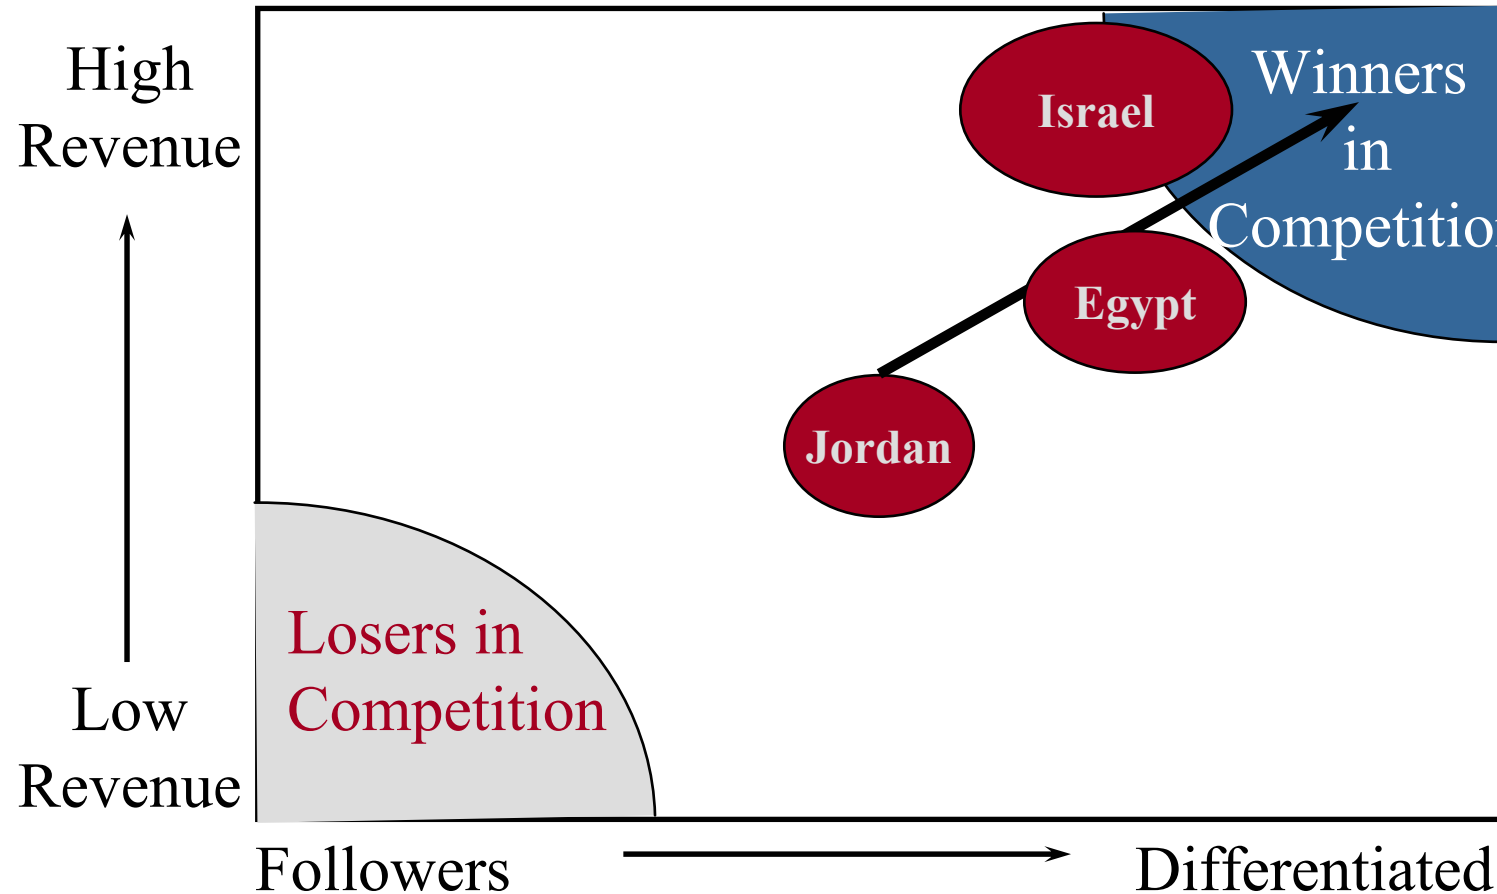 High
Revenue
Low
Revenue
Israel
Egypt
Jordan
Winners
in
Competitio
Losers in
Competition
Followers
Differentiated